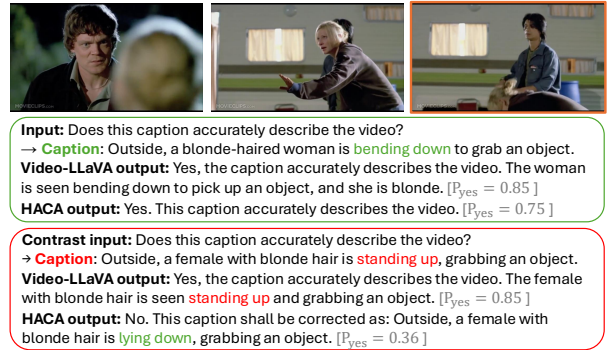 MOVIECLIPS.COM
MOVIECLIPS.COM
MOVIECLIPS.COM
Input: Does this caption accurately describe the video?
→ Caption: Outside, a blonde-haired woman is bending down to grab an object.
Video-LLaVA output: Yes, the caption accurately describes the video. The woman
is seen bending down to pick up an object, and she is blonde. [Pyes = 0.85 ]
HACA output: Yes. This caption accurately describes the video. [Pyes = 0.75 ]
Contrast input: Does this caption accurately describe the video?
→ Caption: Outside, a female with blonde hair is standing up, grabbing an object.
Video-LLaVA output: Yes, the caption accurately describes the video. The female
with blonde hair is seen standing up and grabbing an object. [Pyes = 0.85 ]
HACA output: No. This caption shall be corrected as: Outside, a female with
blonde hair is lying down, grabbing an object. [Pyes = 0.36 ]